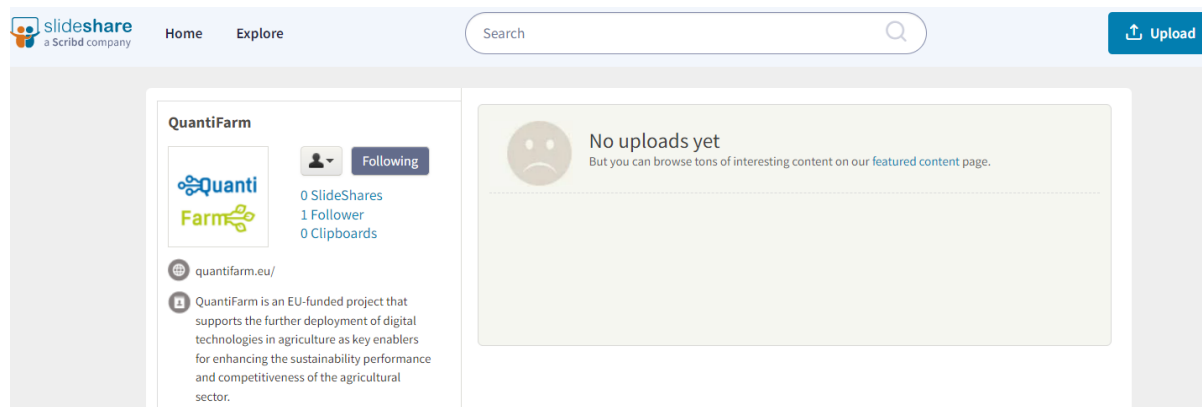 slideshare
a Scribd company
Home
Explore
Search
Upload
QuantiFarm
Quanti
Farm
Following
0 SlideShares
1 Follower
0 Clipboards
quantifarm.eu/
QuantiFarm is an EU-funded project that
supports the further deployment of digital
technologies in agriculture as key enablers
for enhancing the sustainability performance
and competitiveness of the agricultural
sector.
No uploads yet
But you can browse tons of interesting content on our featured content page.